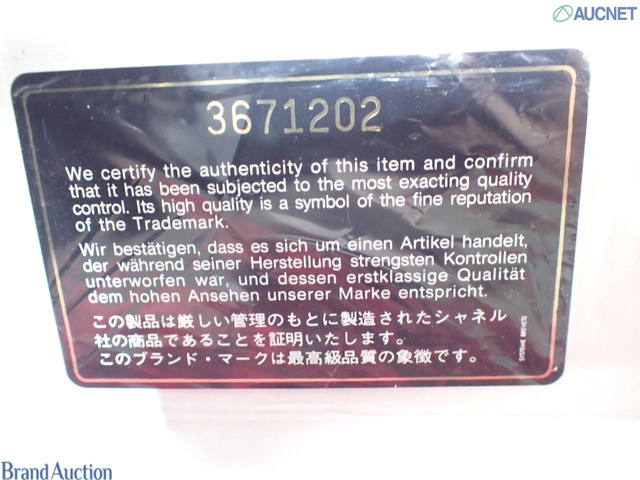 AUCNET
3671202
We certify the authenticity of this item and confirm
that it has been subjected to the most exacting quality
control. Its high quality is a symbol of the fine reputation
of the Trademark.
Wir bestätigen, dass es sich um einen Artikel handelt,
der während seiner Herstellung strengsten Kontrollen
unterworfen war, und dessen erstklassige Qualität
dem hohen Ansehen unserer Marke entspricht.
この製品は厳しい管理のもとに製造されたシャネル
社の商品であることを証明いたします。
このブランド・マークは最高級品質の象徴です。
SYSTEME BREVETE
Brand Auction